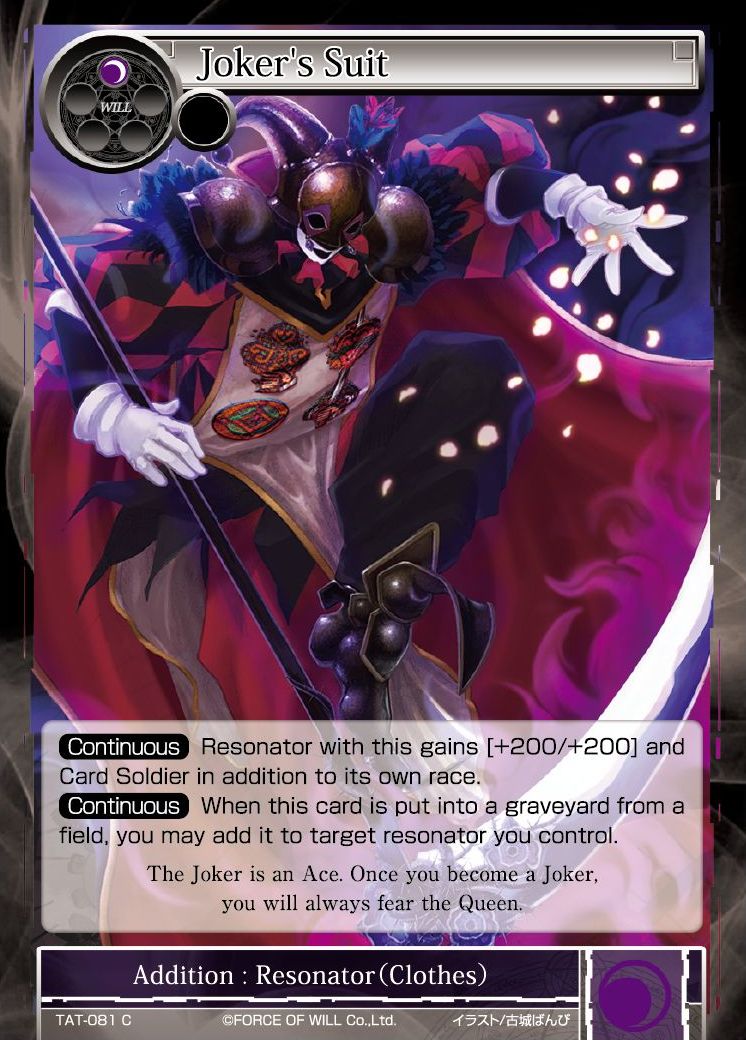 Joker's Suit
WILL
Continuous Resonator with this gains [+200/+200] and
Card Soldier in addition to its own race.
Continuous When this card is put into a graveyard from a
field, you may add it to target resonator you control.
The Joker is an Ace. Once you become a Joker,
you will always fear the Queen.
Addition : Resonator(Clothes)
TAT-081 C ©FORCE OF WILL Co.,Ltd. イラスト/古城ばんび